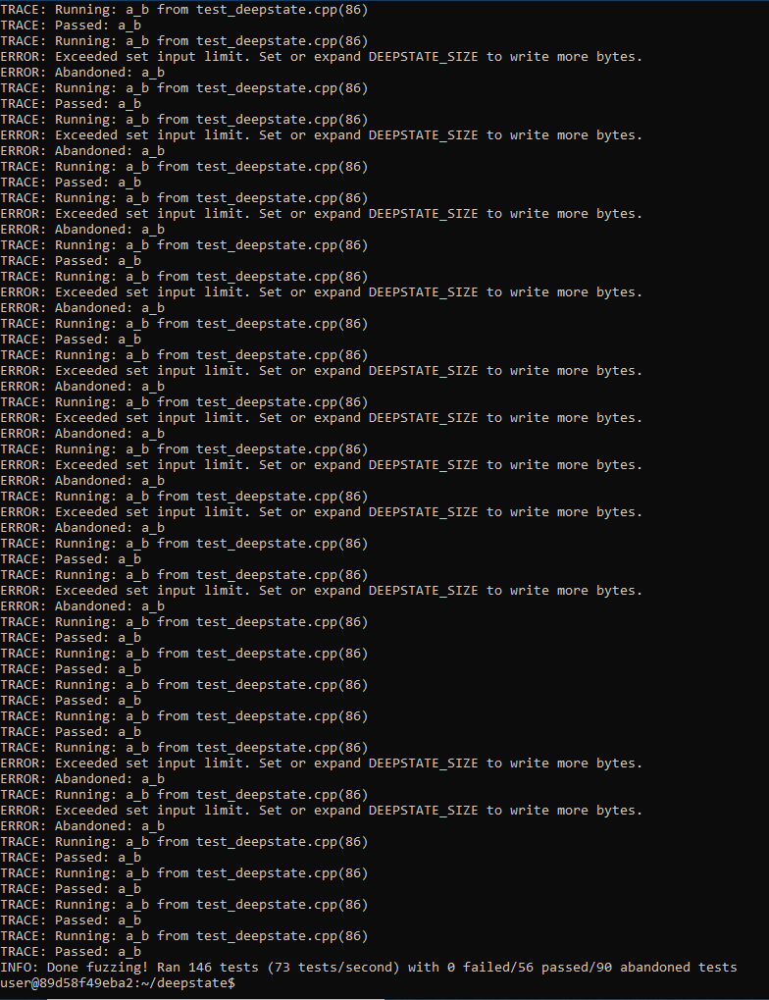 TRACE: Running: a_b from test_deepstate.cpp(86)
TRACE: Passed: a_b
TRACE: Running: a_b from test_deepstate.cpp(86)
ERROR: Exceeded set input limit. Set or expand DEEPSTATE_SIZE to write more bytes.
ERROR: Abandoned: a_b
TRACE: Running: a_b from test_deepstate.cpp(86)
TRACE: Passed: a_b
TRACE: Running: a_b from test_deepstate.cpp(86)
ERROR: Exceeded set input limit. Set or expand DEEPSTATE_SIZE to write more bytes.
ERROR: Abandoned: a_b
TRACE: Running: a_b from test_deepstate.cpp(86)
TRACE: Passed: a_b
TRACE: Running: a_b from test_deepstate.cpp(86)
ERROR: Exceeded set input limit. Set or expand DEEPSTATE_SIZE to write more bytes.
ERROR: Abandoned: a_b
TRACE: Running: a_b from test_deepstate.cpp(86)
TRACE: Passed: a_b
TRACE: Running: a_b from test_deepstate.cpp(86)
ERROR: Exceeded set input limit. Set or expand DEEPSTATE_SIZE to write more bytes.
ERROR: Abandoned: a_b
TRACE: Running: a_b from test_deepstate.cpp(86)
TRACE: Passed: a_b
TRACE: Running: a_b from test_deepstate.cpp(86)
ERROR: Exceeded set input limit. Set or expand DEEPSTATE_SIZE to write more bytes.
ERROR: Abandoned: a_b
TRACE: Running: a_b from test_deepstate.cpp(86)
ERROR: Exceeded set input limit. Set or expand DEEPSTATE_SIZE to write more bytes.
ERROR: Abandoned: a_b
TRACE: Running: a_b from test_deepstate.cpp(86)
ERROR: Exceeded set input limit. Set or expand DEEPSTATE_SIZE to write more bytes.
ERROR: Abandoned: a_b
TRACE: Running: a_b from test_deepstate.cpp(86)
ERROR: Exceeded set input limit. Set or expand DEEPSTATE_SIZE to write more bytes.
ERROR: Abandoned: a_b
TRACE: Running: a_b from test_deepstate.cpp(86)
TRACE: Passed: a_b
TRACE: Running: a_b from test_deepstate.cpp(86)
ERROR: Exceeded set input limit. Set or expand DEEPSTATE_SIZE to write more bytes.
ERROR: Abandoned: a_b
TRACE: Running: a_b from test_deepstate.cpp(86)
TRACE: Passed: a_b
TRACE: Running: a_b from test_deepstate.cpp(86)
TRACE: Passed: a_b
TRACE: Running: a_b from test_deepstate.cpp(86)
TRACE: Passed: a_b
TRACE: Running: a_b from test_deepstate.cpp(86)
TRACE: Passed: a_b
TRACE: Running: a_b from test_deepstate.cpp(86)
ERROR: Exceeded set input limit. Set or expand DEEPSTATE_SIZE to write more bytes.
ERROR: Abandoned: a_b
TRACE: Running: a_b from test_deepstate.cpp(86)
ERROR: Exceeded set input limit. Set or expand DEEPSTATE_SIZE to write more bytes.
ERROR: Abandoned: a_b
TRACE: Running: a_b from test_deepstate.cpp(86)
TRACE: Passed: a_b
TRACE: Running: a_b from test_deepstate.cpp(86)
TRACE: Passed: a_b
TRACE: Running: a_b from test_deepstate.cpp(86)
TRACE: Passed: a_b
TRACE: Running: a_b from test_deepstate.cpp(86)
TRACE: Passed: a_b
INFO: Done fuzzing! Ran 146 tests (73 tests/second) with 0 failed/56 passed/90 abandoned tests
user@89d58f49eba2:~/deepstate$